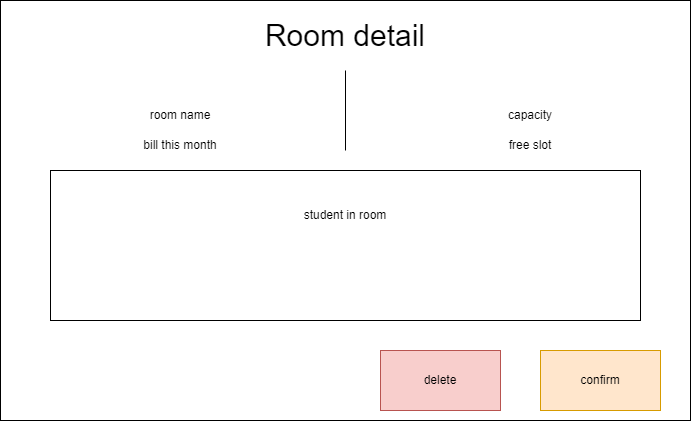 Room detail
room name
capacity
bill this month
free slot
student in room
delete
confirm